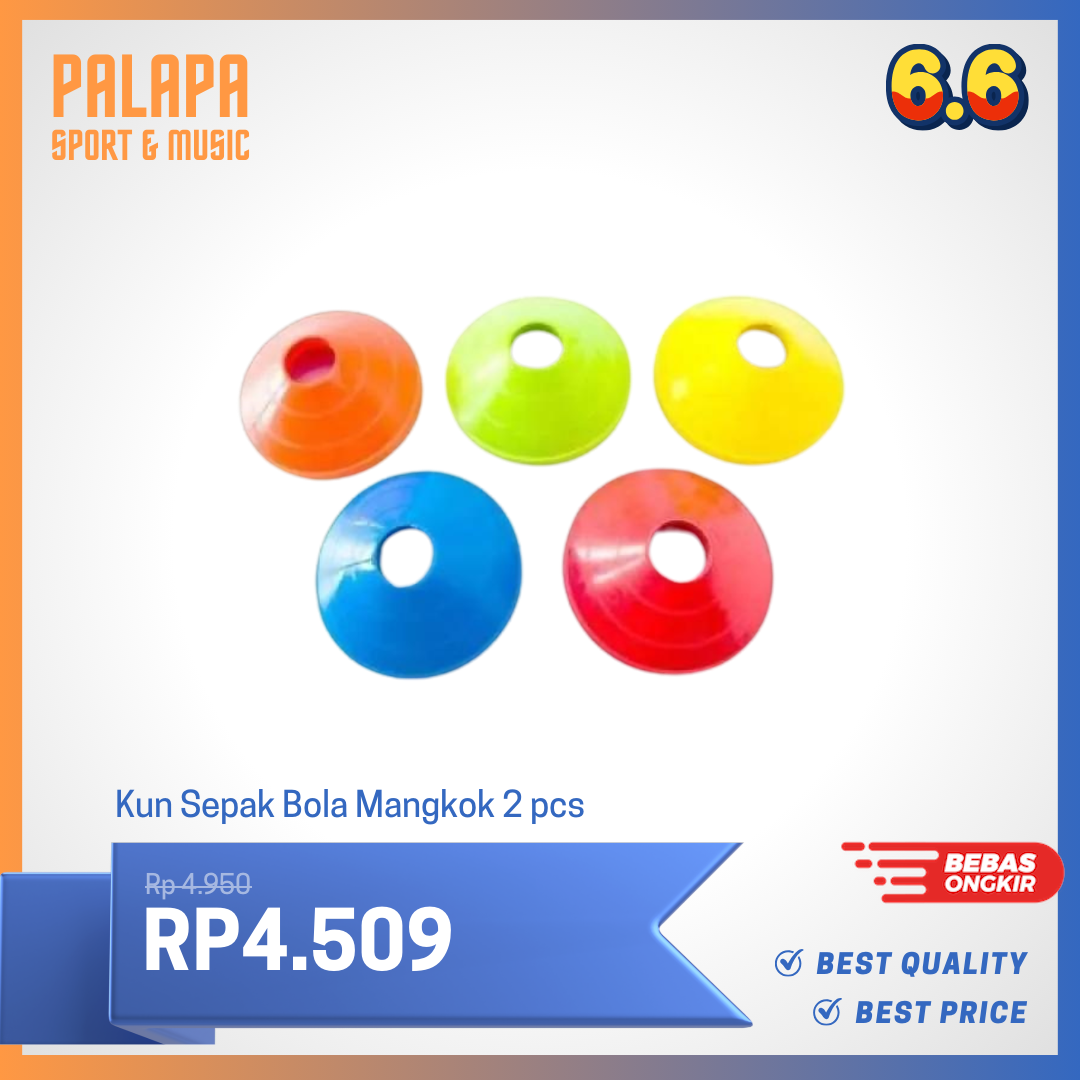 PALAPA
SPORT & MUSIC
6.6
Kun Sepak Bola Mangkok 2 pcs
Rp 4.950
RP4.509
BEBAS
ONGKIR
BEST QUALITY
BEST PRICE